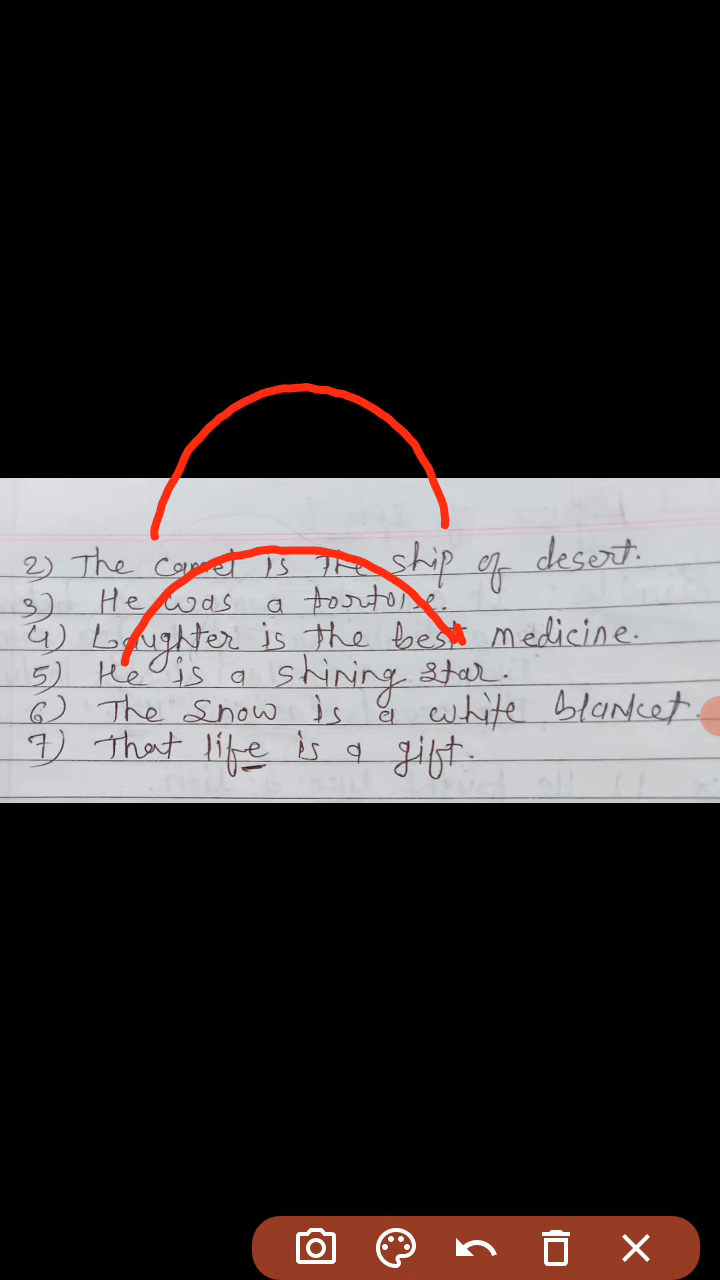 2) The camel is the ship of desert.
3) He was a tortoise.
4) Laughter is the best medicine.
5) He is a shining star.
6) The snow is a white blanket.
7) That life is a gift.